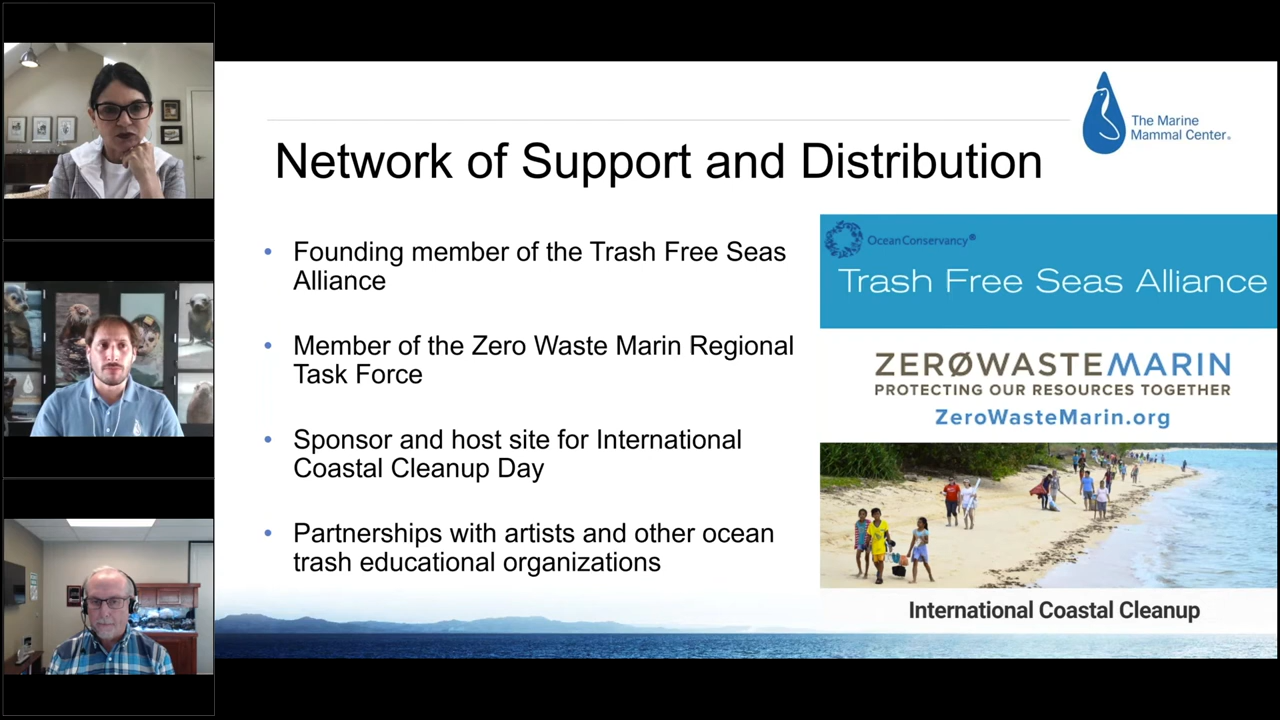 The Marine
Mammal Center®
Network of Support and Distribution
• Founding member of the Trash Free Seas
Alliance
• Member of the Zero Waste Marin Regional
Task Force
• Sponsor and host site for International
Coastal Cleanup Day
• Partnerships with artists and other ocean
trash educational organizations
Ocean Conservancy®
Trash Free Seas Alliance
ZERØWASTEMARIN
PROTECTING OUR RESOURCES TOGETHER
ZeroWasteMarin.org
International Coastal Cleanup